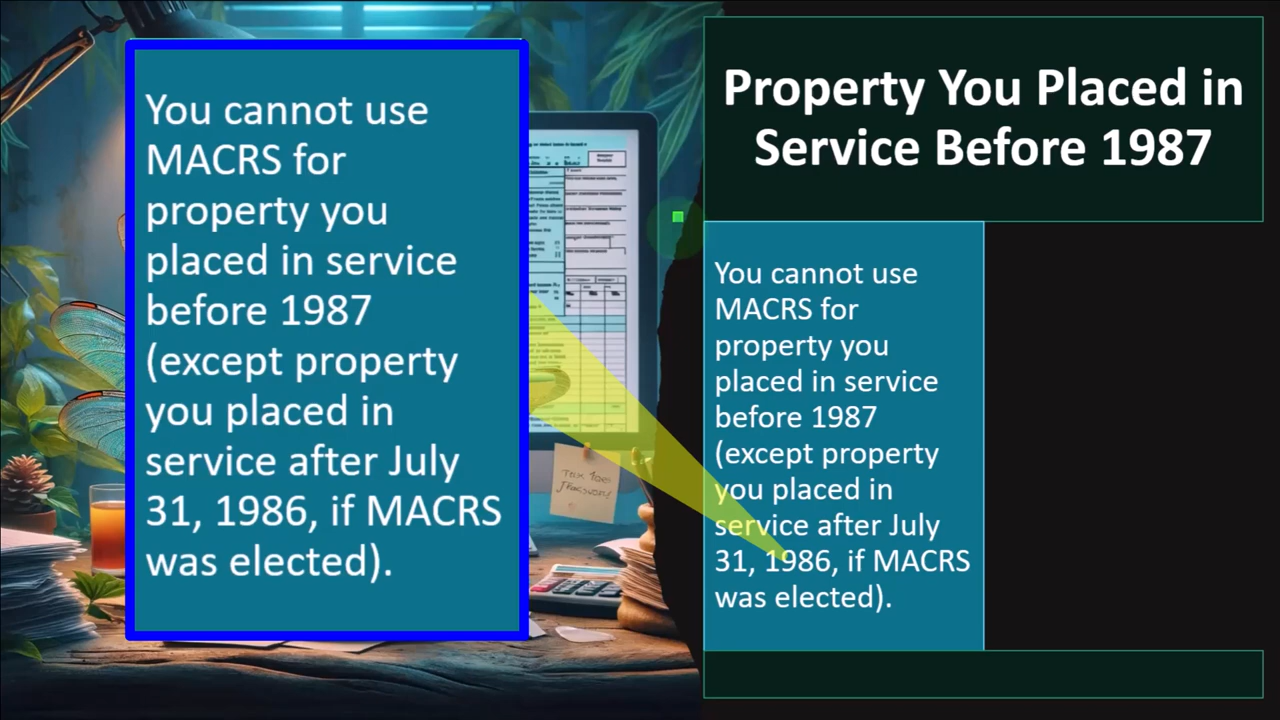 You cannot use
MACRS for
property you
placed in service
before 1987
(except property
you placed in
service after July
31, 1986, if MACRS
was elected).
Property You Placed in
Service Before 1987
You cannot use
MACRS for
property you
placed in service
before 1987
(except property
you placed in
service after July
31, 1986, if MACRS
was elected).